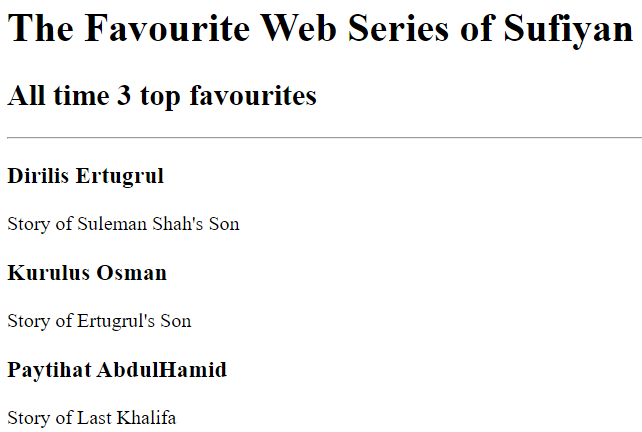 The Favourite Web Series of Sufiyan
All time 3 top favourites
Dirilis Ertugrul
Story of Suleman Shah's Son
Kurulus Osman
Story of Ertugrul's Son
Paytihat AbdulHamid
Story of Last Khalifa